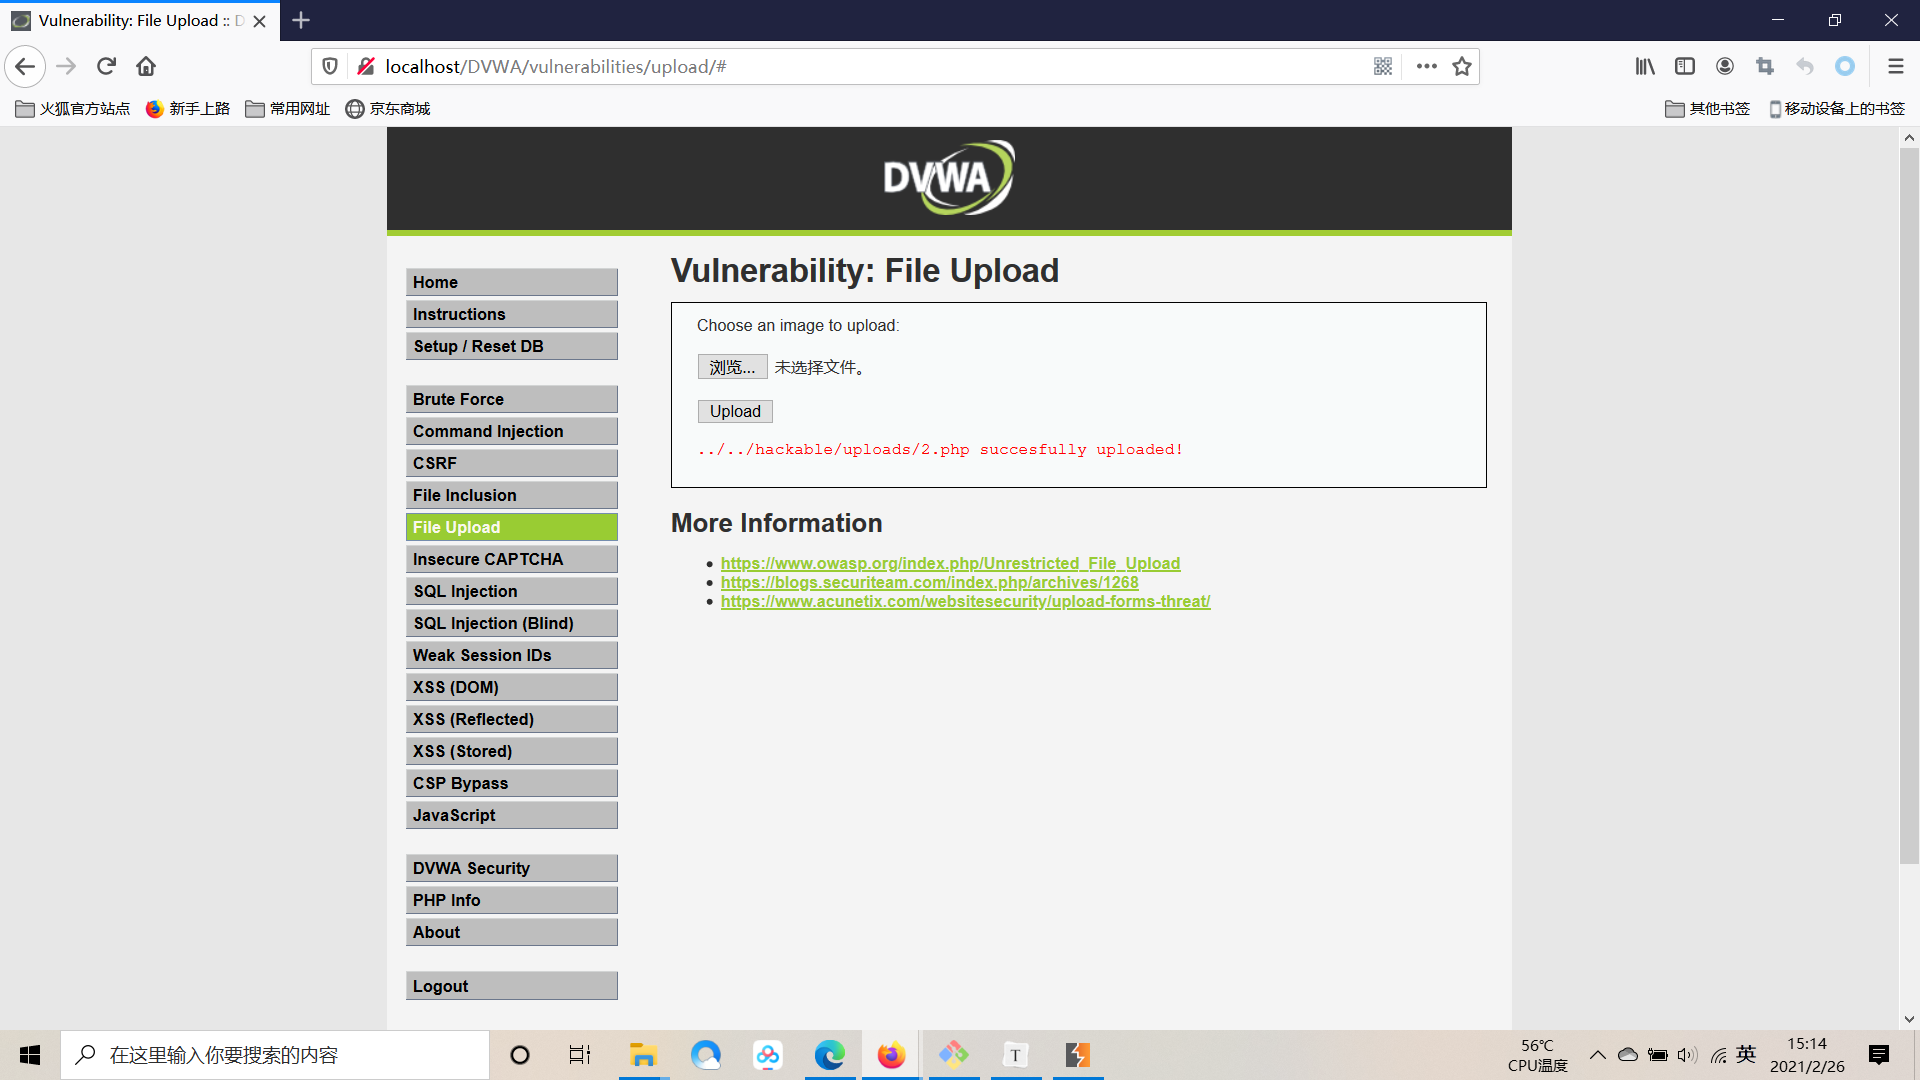 Vulnerability: File Upload :: D
localhost/DVWA/vulnerabilities/upload/#
火狐官方站点
新手上路
常用网址
京东商城
其他书签
移动设备上的书签
DVWA
Home
Instructions
Setup / Reset DB
Brute Force
Command Injection
CSRF
File Inclusion
File Upload
Insecure CAPTCHA
SQL Injection
SQL Injection (Blind)
Weak Session IDs
XSS (DOM)
XSS (Reflected)
XSS (Stored)
CSP Bypass
JavaScript
DVWA Security
PHP Info
About
Logout
Vulnerability: File Upload
Choose an image to upload:
浏览... 未选择文件。
Upload
../../hackable/uploads/2.php succesfully uploaded!
More Information
https://www.owasp.org/index.php/Unrestricted_File_Upload
https://blogs.securiteam.com/index.php/archives/1268
https://www.acunetix.com/websitesecurity/upload-forms-threat/
在这里输入你要搜索的内容
T
56℃
CPU温度
英
15:14
2021/2/26